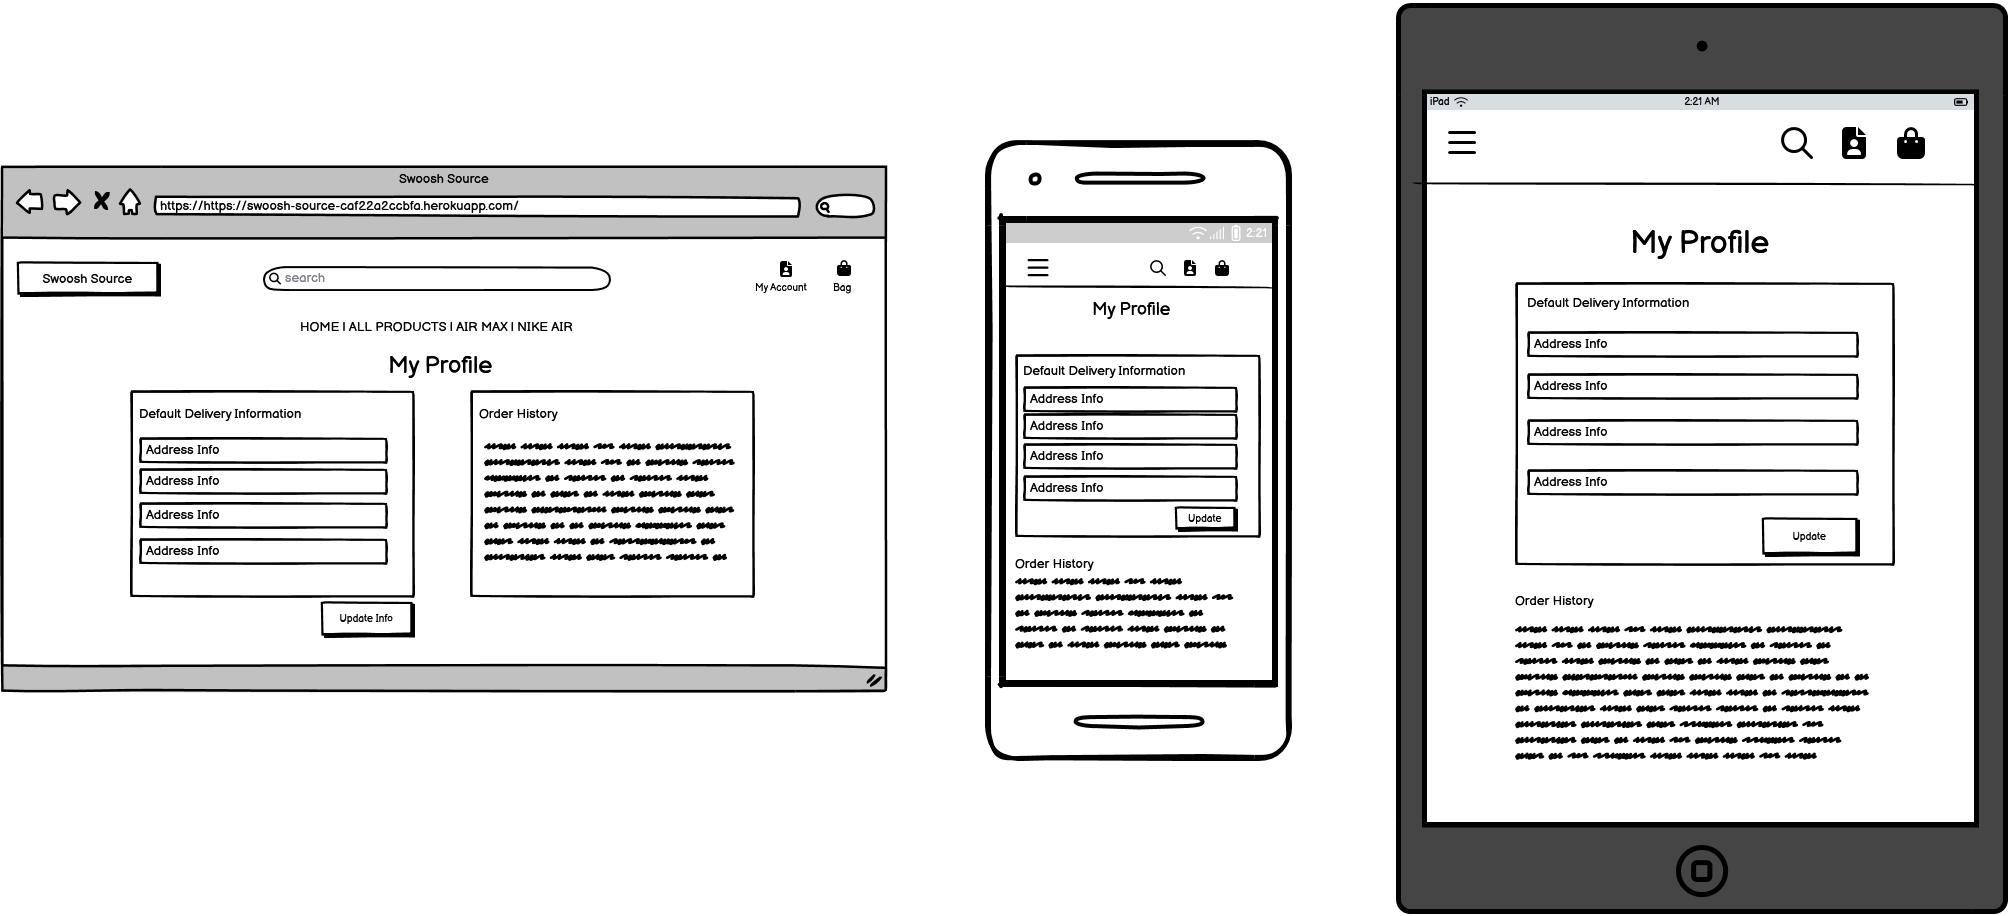 Swoosh Source
https://https://swoosh-source-caf22a2ccbfa.herokuapp.com/
Swoosh Source
search
My Account
Bag
HOME | ALL PRODUCTS | AIR MAX | NIKE AIR
My Profile
Default Delivery Information
Address Info
Address Info
Address Info
Address Info
Update Info
Order History
2:21
My Profile
Default Delivery Information
Address Info
Address Info
Address Info
Address Info
Update
Order History
iPad
2:21 AM
My Profile
Default Delivery Information
Address Info
Address Info
Address Info
Address Info
Update
Order History